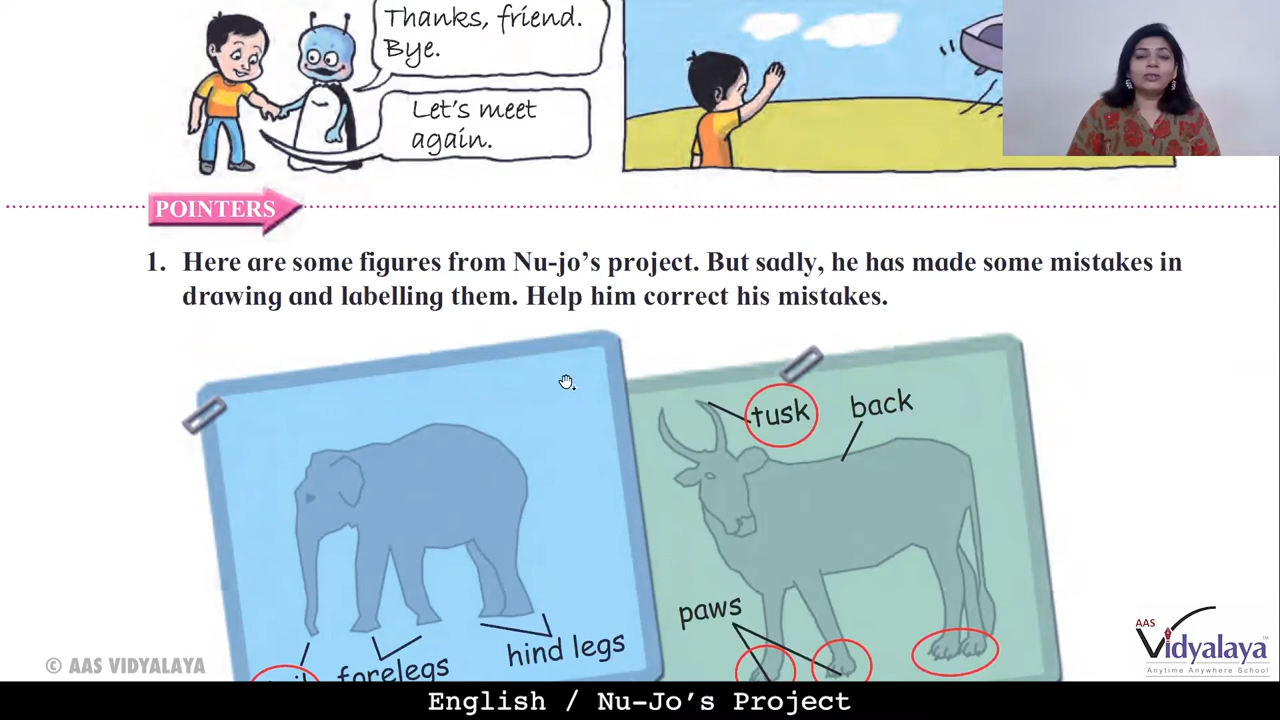 Thanks, friend.
Bye.
Let's meet
again.
POINTERS
1. Here are some figures from Nu-jo's project. But sadly, he has made some mistakes in
drawing and labelling them. Help him correct his mistakes.
tusk
back
paws
hind legs
forelegs
© AAS VIDYALAYA
AAS
Vidyalaya
Anytime Anywhere School
English / Nu-Jo's Project